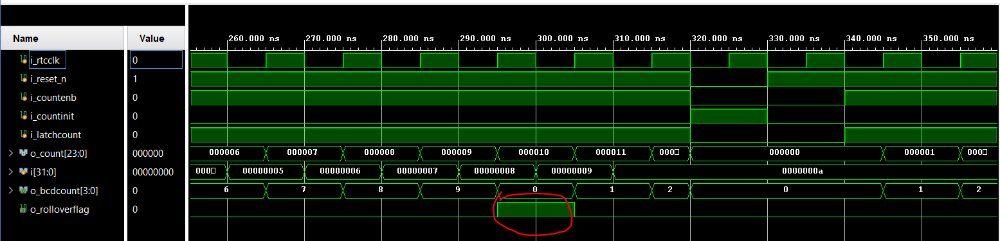 260.000 ns 270.000 ns 280.000 ns 290.000 ns 300.000 ns 310.000 ns 320.000 ns 330.000 ns 340.000 ns 350.000 ns
Name Value
i_rtcclk 0
i_reset_n 1
i_countenb 0
i_countinit 0
i_latchcount 0
o_count[23:0] 000000 000006 000007 000008 000009 000010 000011 000□ 000000 000001 000□
i[31:0] 00000000 000□ 00000005 00000006 00000007 00000008 00000009 0000000a
o_bcdcount[3:0] 0 6 7 8 9 0 1 2 0 1 2
o_rolloverflag 0